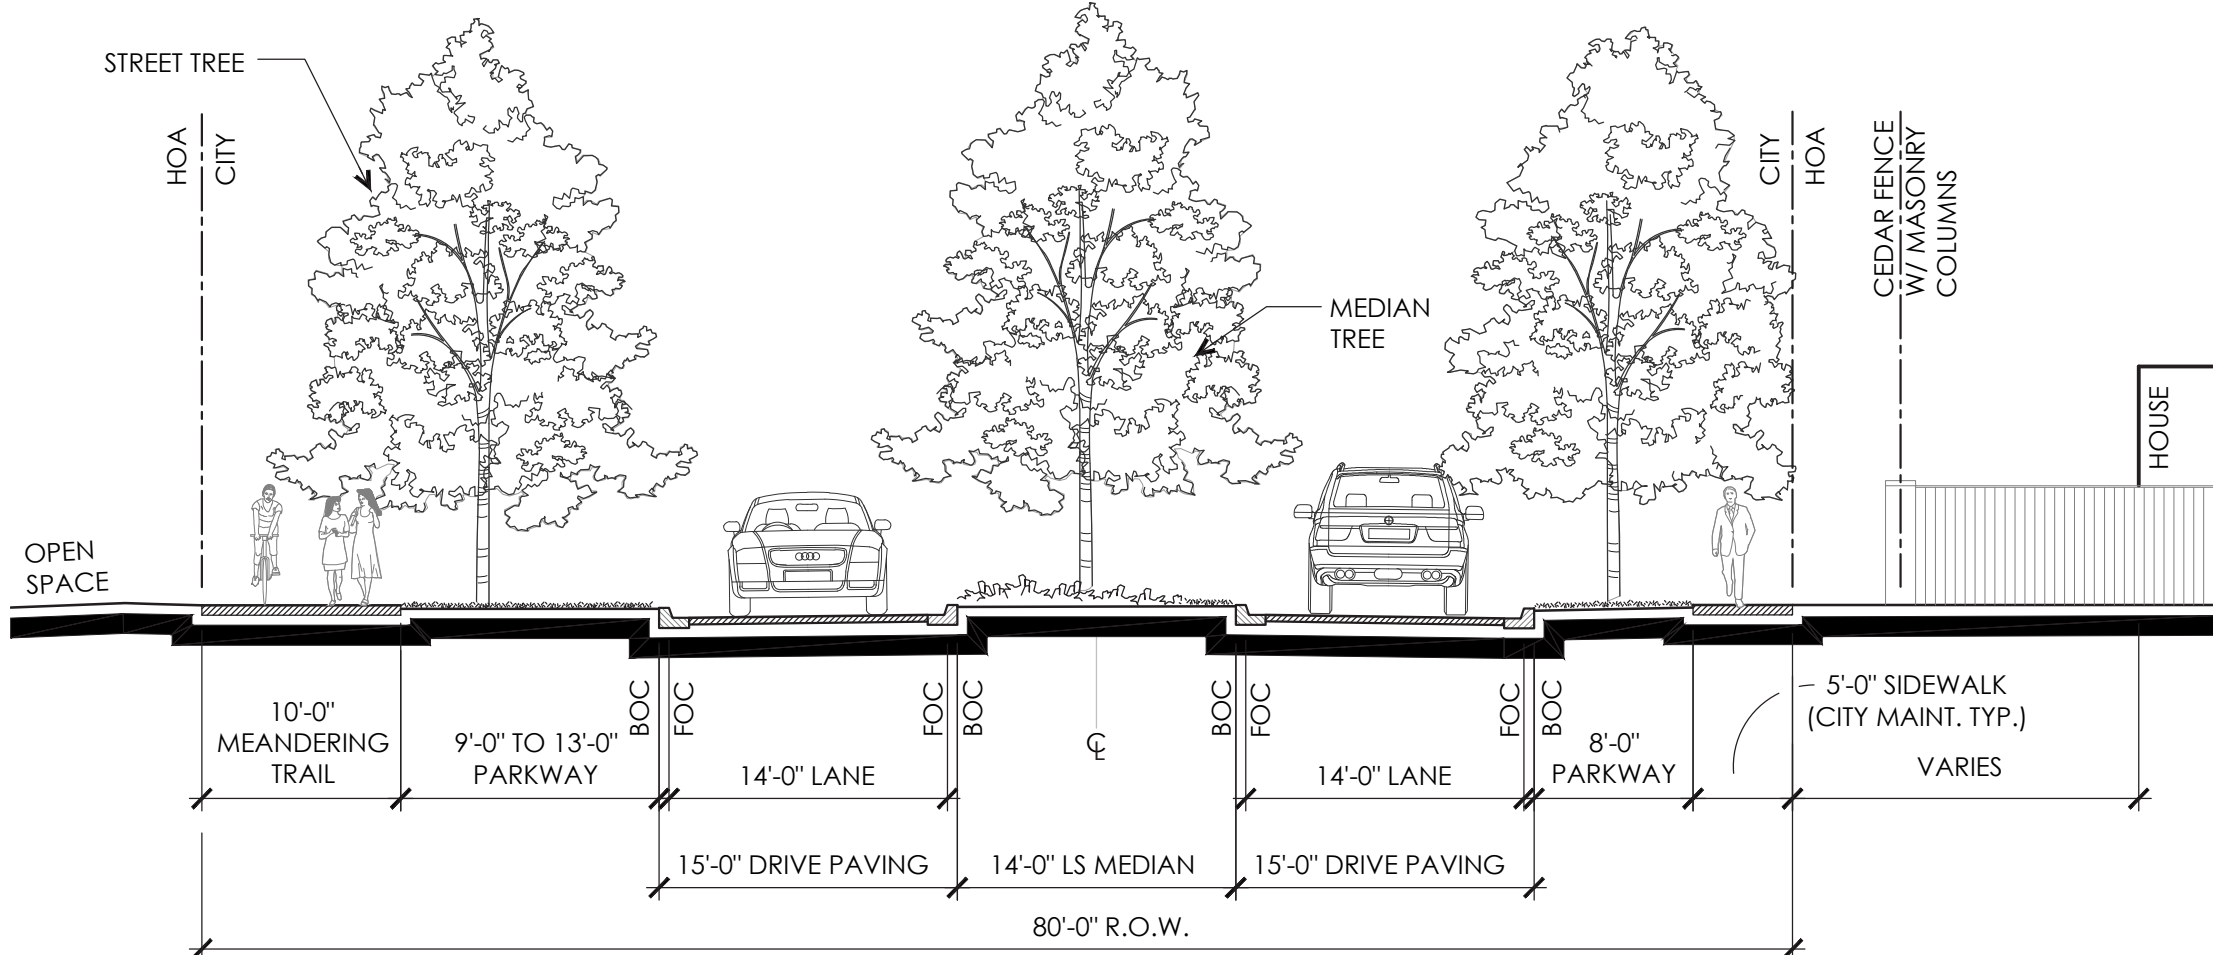 STREET TREE
HOA
CITY
CITY
HOA
CEDAR FENCE
W/ MASONRY
COLUMNS
MEDIAN
TREE
HOUSE
OPEN
SPACE
10'-0"
MEANDERING
TRAIL
9'-0" TO 13'-0"
PARKWAY
BOC
FOC
14'-0" LANE
FOC
BOC
℄
BOC
FOC
14'-0" LANE
FOC
BOC
8'-0"
PARKWAY
5'-0" SIDEWALK
(CITY MAINT. TYP.)
VARIES
15'-0" DRIVE PAVING
14'-0" LS MEDIAN
15'-0" DRIVE PAVING
80'-0" R.O.W.